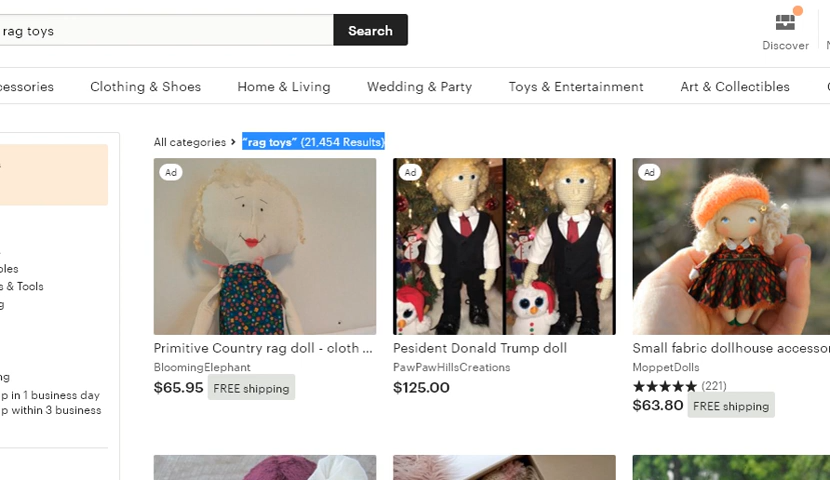 rag toys
Search
Discover
Clothing & Shoes
Home & Living
Wedding & Party
Toys & Entertainment
Art & Collectibles
All categories > “rag toys” (21,454 Results)
Ad
Ad
Ad
& Tools
p in 1 business day
p within 3 business
Primitive Country rag doll - cloth ...
BloomingElephant
$65.95 FREE shipping
Pesident Donald Trump doll
PawPawHillsCreations
$125.00
Small fabric dollhouse accessor
MoppetDolls
(221)
$63.80 FREE shipping